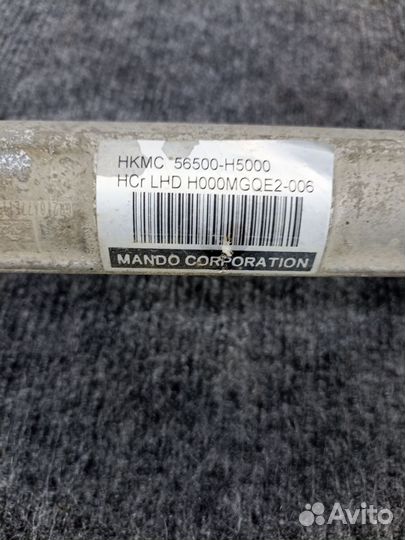 HKMC 56500-H5000
HCr LHD H000MGQE2-006
MANDO CORPORATION
Avito